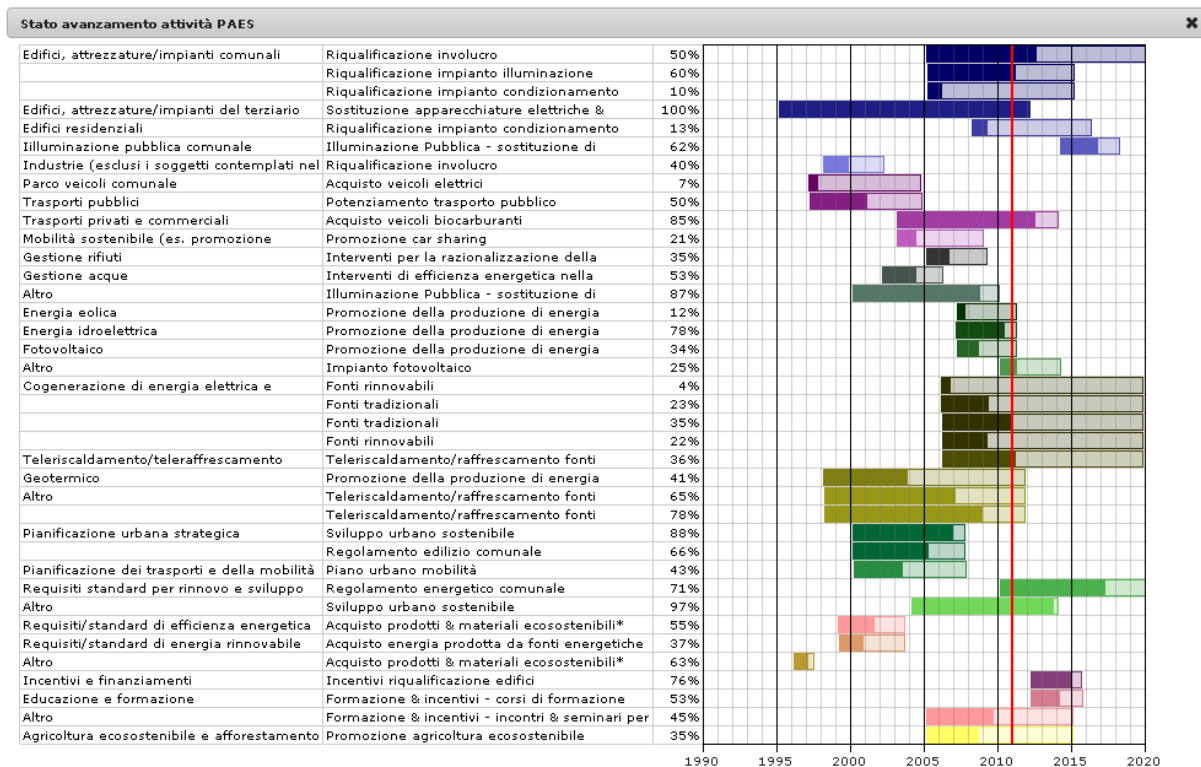 Stato avanzamento attività PAES ✖
Edifici, attrezzature/impianti comunali Riqualificazione involucro 50%
Riqualificazione impianto illuminazione 60%
Riqualificazione impianto condizionamento 10%
Edifici, attrezzature/impianti del terziario Sostituzione apparecchiature elettriche & 100%
Edifici residenziali Riqualificazione impianto condizionamento 13%
Iilluminazione pubblica comunale Illuminazione Pubblica - sostituzione di 62%
Industrie (esclusi i soggetti contemplati nel Riqualificazione involucro 40%
Parco veicoli comunale Acquisto veicoli elettrici 7%
Trasporti pubblici Potenziamento trasporto pubblico 50%
Trasporti privati e commerciali Acquisto veicoli biocarburanti 85%
Mobilità sostenibile (es. promozione Promozione car sharing 21%
Gestione rifiuti Interventi per la razionalizzazione della 35%
Gestione acque Interventi di efficienza energetica nella 53%
Altro Illuminazione Pubblica - sostituzione di 87%
Energia eolica Promozione della produzione di energia 12%
Energia idroelettrica Promozione della produzione di energia 78%
Fotovoltaico Promozione della produzione di energia 34%
Altro Impianto fotovoltaico 25%
Cogenerazione di energia elettrica e Fonti rinnovabili 4%
Fonti tradizionali 23%
Fonti tradizionali 35%
Fonti rinnovabili 22%
Teleriscaldamento/teleraffrescamento Teleriscaldamento/raffrescamento fonti 36%
Geotermico Promozione della produzione di energia 41%
Altro Teleriscaldamento/raffrescamento fonti 65%
Teleriscaldamento/raffrescamento fonti 78%
Pianificazione urbana strategica Sviluppo urbano sostenibile 88%
Regolamento edilizio comunale 66%
Pianificazione dei trasporti e della mobilità Piano urbano mobilità 43%
Requisiti standard per rinnovo e sviluppo Regolamento energetico comunale 71%
Altro Sviluppo urbano sostenibile 97%
Requisiti/standard di efficienza energetica Acquisto prodotti & materiali ecosostenibili* 55%
Requisiti/standard di energia rinnovabile Acquisto energia prodotta da fonti energetiche 37%
Altro Acquisto prodotti & materiali ecosostenibili* 63%
Incentivi e finanziamenti Incentivi riqualificazione edifici 76%
Educazione e formazione Formazione & incentivi - corsi di formazione 53%
Altro Formazione & incentivi - incontri & seminari per 45%
Agricoltura ecosostenibile e afforestamento Promozione agricoltura ecosostenibile 35%
1990 1995 2000 2005 2010 2015 2020